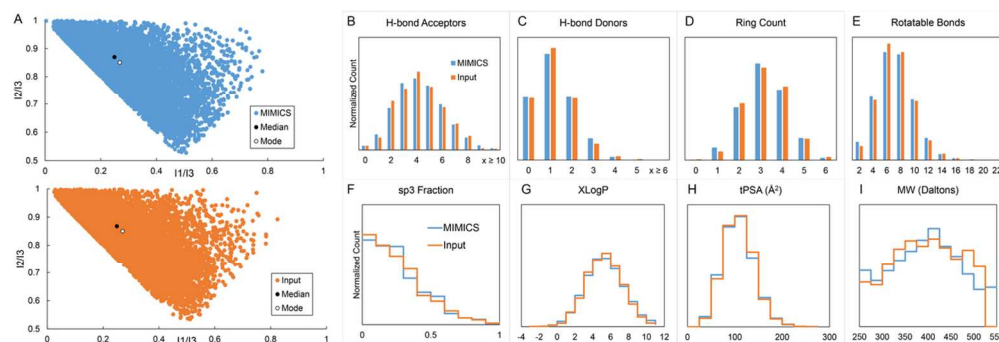 A
1
0.9
0.8
0.7
0.6
0.5
I2/I3
0 0.2 0.4 0.6 0.8 1
I1/I3
MIMICS
Median
Mode
1
0.9
0.8
0.7
0.6
0.5
I2/I3
0 0.2 0.4 0.6 0.8 1
I1/I3
Input
Median
Mode
B H-bond Acceptors
Normalized Count
MIMICS
Input
0 2 4 6 8 x ≥ 10
C H-bond Donors
MIMICS
Input
0 1 2 3 4 5 x ≥ 6
D Ring Count
0 1 2 3 4 5 6
E Rotatable Bonds
2 4 6 8 10 12 14 16 18 20 22
F sp3 Fraction
Normalized Count
MIMICS
Input
0 0.5 1
G XLogP
-4 -2 0 2 4 6 8 10 12
H tPSA (Å²)
0 100 200 300
I MW (Daltons)
250 300 350 400 450 500